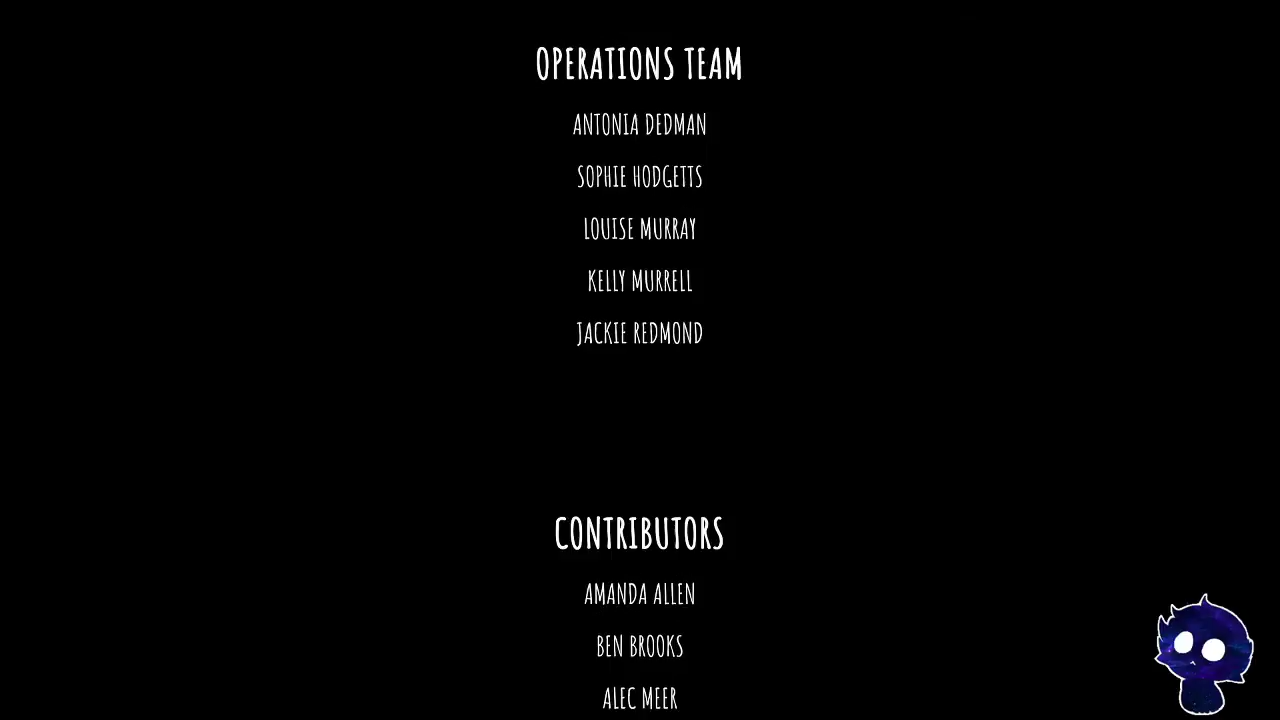 OPERATIONS TEAM
ANTONIA DEDMAN
SOPHIE HODGETTS
LOUISE MURRAY
KELLY MURRELL
JACKIE REDMOND
CONTRIBUTORS
AMANDA ALLEN
BEN BROOKS
ALEC MEER